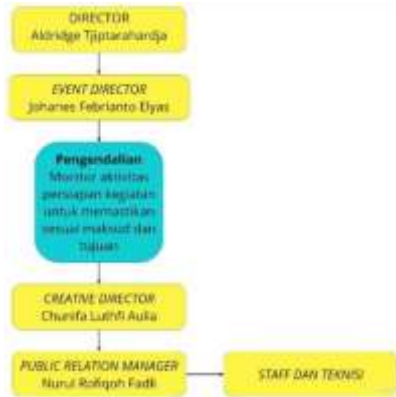 DIRECTOR
Aldridge Tjiptarahardja
EVENT DIRECTOR
Johanes Febrianto Elyas
Pengendalian
Monitor aktivitas
persiapan kegiatan
untuk memastikan
sesuai maksud dan
tujuan
CREATIVE DIRECTOR
Chunifa Luthfi Aulia
PUBLIC RELATION MANAGER
Nurul Rofiqoh Fadli
STAFF DAN TEKNISI